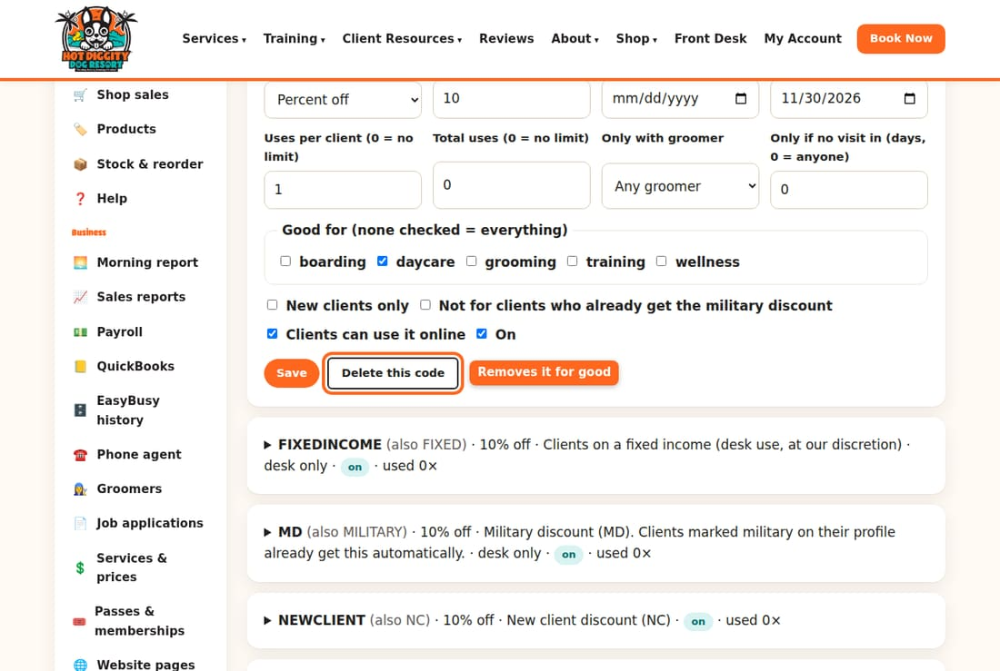 HOT DIGGITY
DOG RESORT
Services ▾
Training ▾
Client Resources ▾
Reviews
About ▾
Shop ▾
Front Desk
My Account
Book Now
Shop sales
Products
Stock & reorder
Help
Business
Morning report
Sales reports
Payroll
QuickBooks
EasyBusy
history
Phone agent
Groomers
Job applications
Services &
prices
Passes &
memberships
Website pages
Percent off
10
mm/dd/yyyy
11/30/2026
Uses per client (0 = no
limit)
Total uses (0 = no limit)
Only with groomer
Only if no visit in (days,
0 = anyone)
1
0
Any groomer
0
Good for (none checked = everything)
boarding daycare grooming training wellness
New clients only Not for clients who already get the military discount
Clients can use it online On
Save Delete this code Removes it for good
▶ FIXEDINCOME (also FIXED) · 10% off · Clients on a fixed income (desk use, at our discretion) ·
desk only · on · used 0×
▶ MD (also MILITARY) · 10% off · Military discount (MD). Clients marked military on their profile
already get this automatically. · desk only · on · used 0×
▶ NEWCLIENT (also NC) · 10% off · New client discount (NC) · on · used 0×